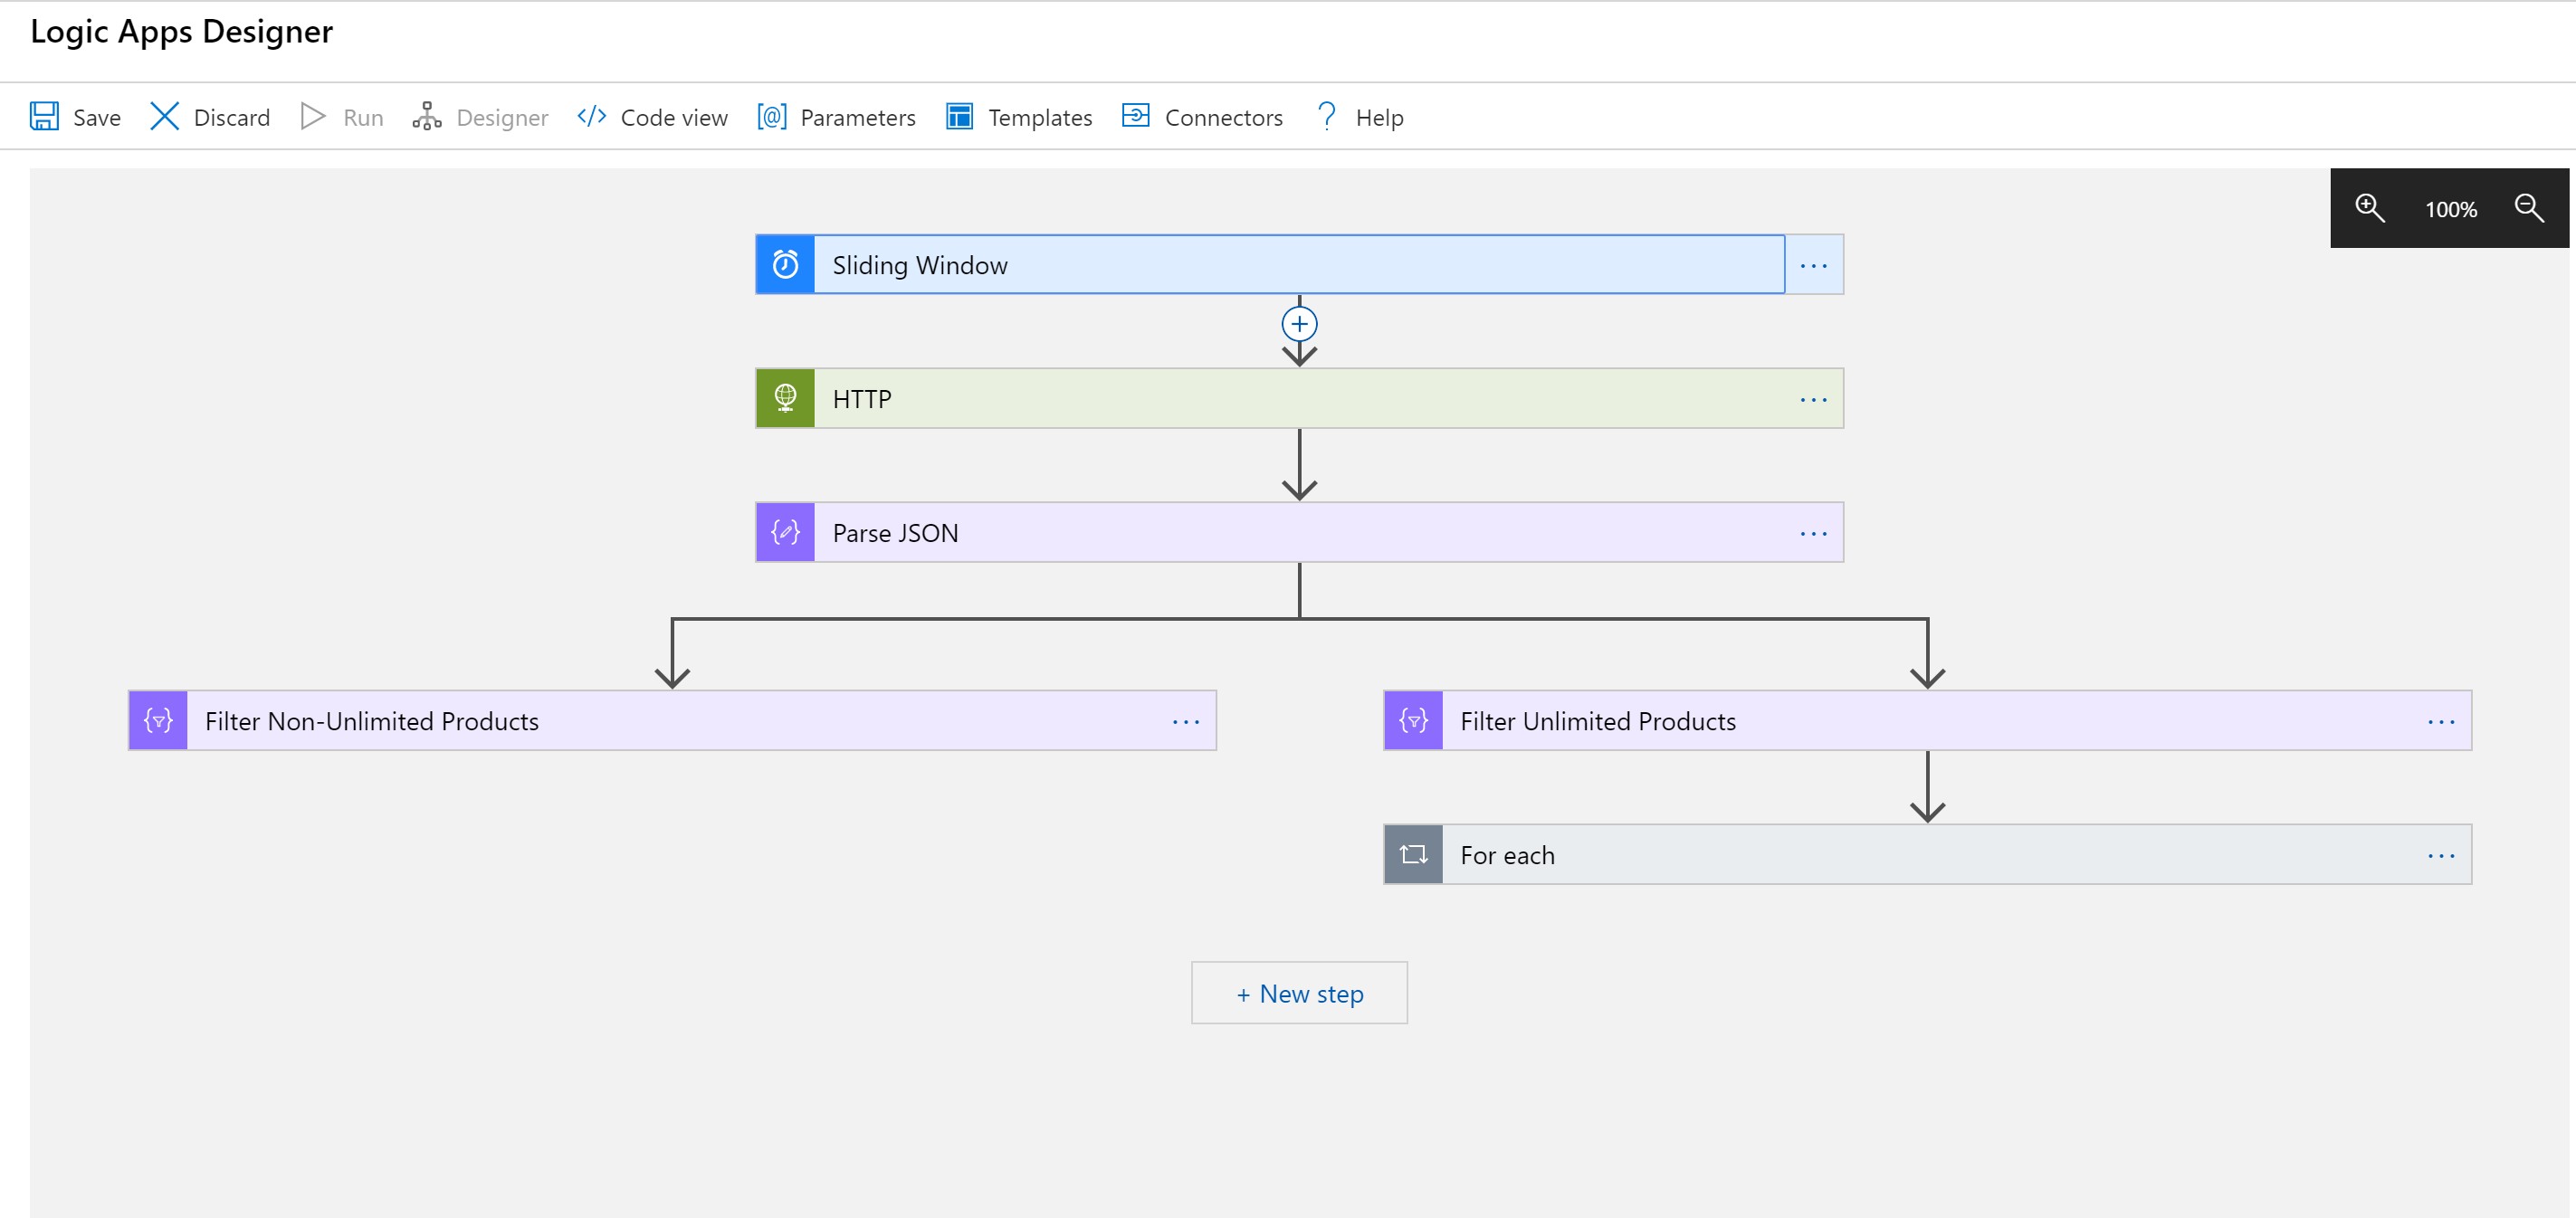 Logic Apps Designer
Save Discard Run Designer </> Code view [@] Parameters Templates Connectors ? Help
100%
Sliding Window ...
HTTP ...
Parse JSON ...
Filter Non-Unlimited Products ... Filter Unlimited Products ...
For each ...
+ New step